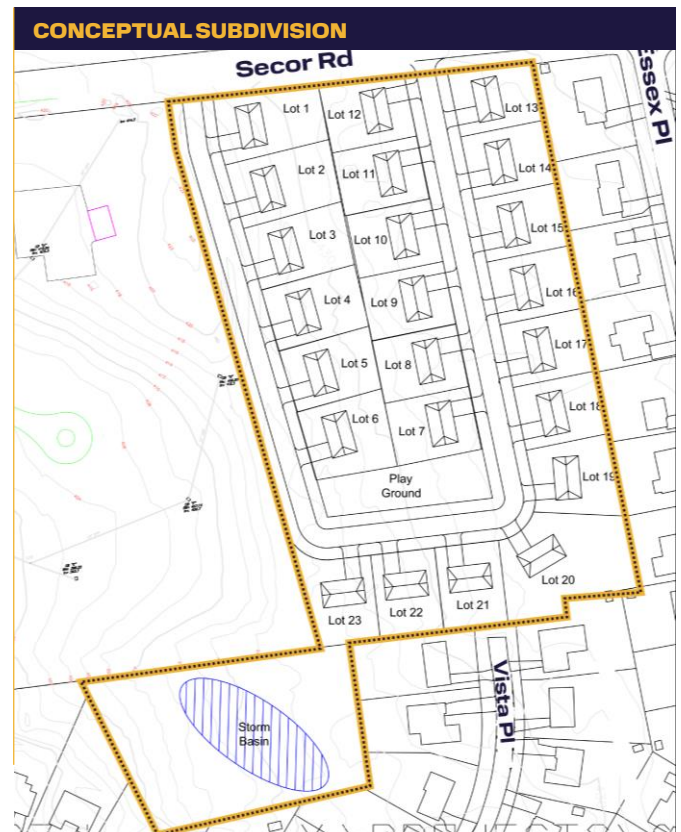 CONCEPTUAL SUBDIVISION
Secor Rd
Essex Pl
Lot 1
Lot 12
Lot 13
Lot 2
Lot 11
Lot 14
Lot 3
Lot 10
Lot 15
Lot 4
Lot 9
Lot 16
Lot 5
Lot 8
Lot 17
Lot 6
Lot 7
Lot 18
Play
Ground
Lot 19
Lot 20
Lot 23
Lot 22
Lot 21
Vista Pl
Storm
Basin